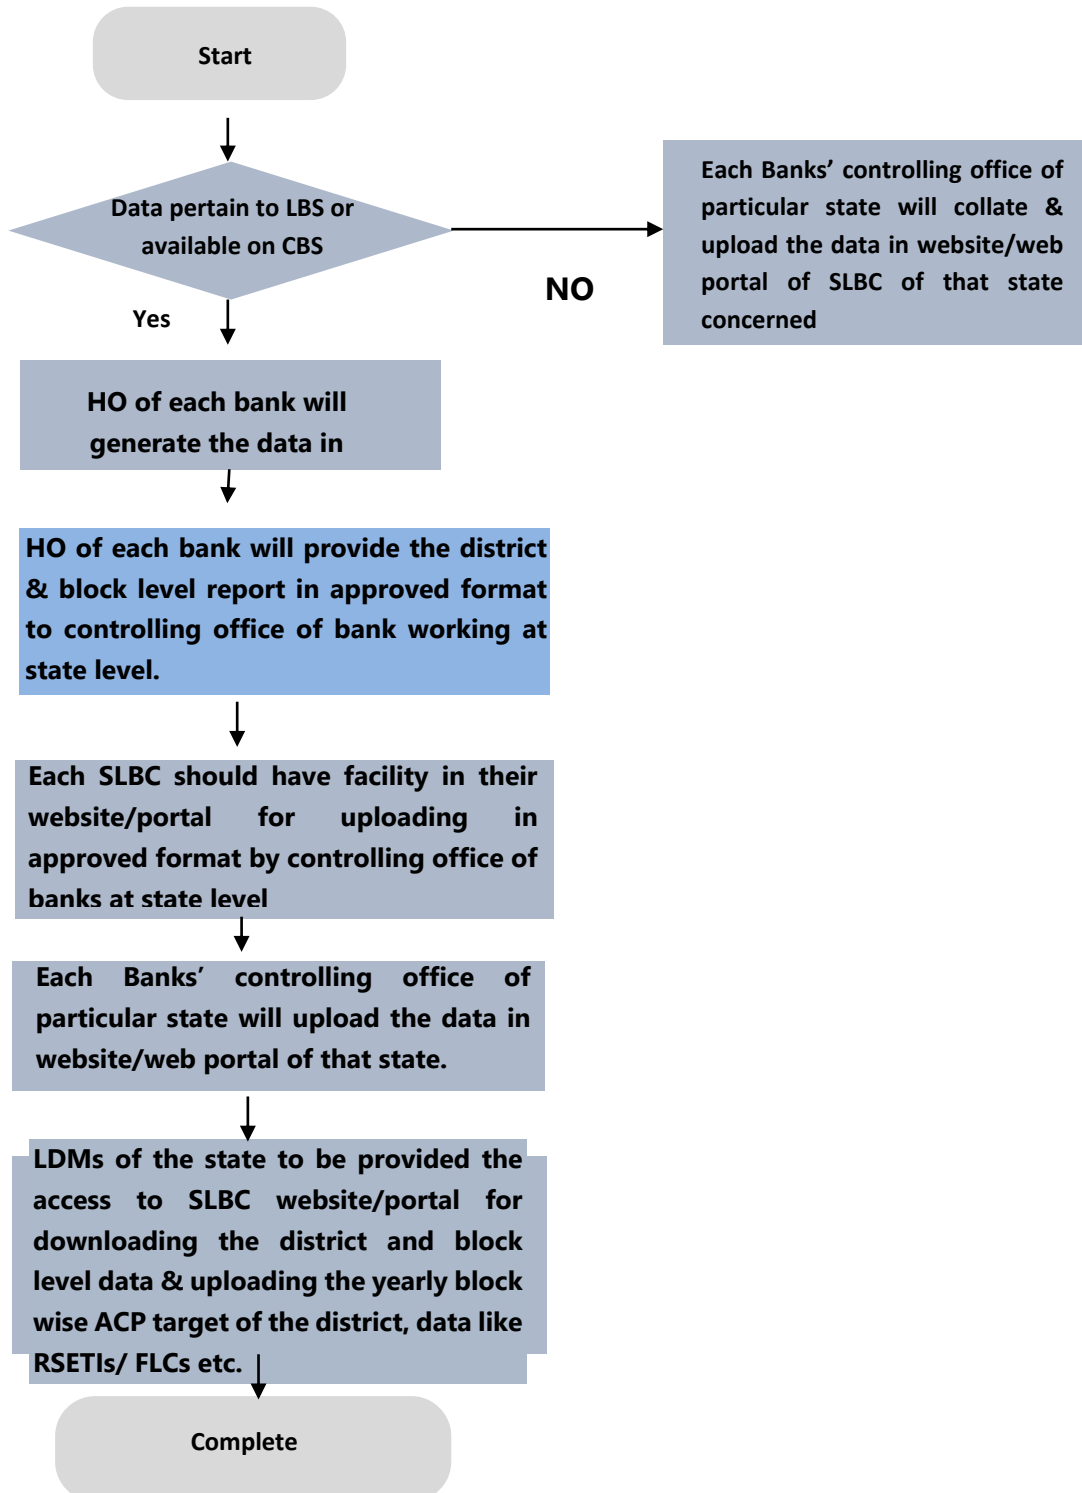 Start
Data pertain to LBS or
available on CBS
Each Banks’ controlling office of
particular state will collate &
upload the data in website/web
portal of SLBC of that state
concerned
NO
Yes
HO of each bank will
generate the data in
HO of each bank will provide the district
& block level report in approved format
to controlling office of bank working at
state level.
Each SLBC should have facility in their
website/portal for uploading in
approved format by controlling office of
banks at state level
Each Banks’ controlling office of
particular state will upload the data in
website/web portal of that state.
LDMs of the state to be provided the
access to SLBC website/portal for
downloading the district and block
level data & uploading the yearly block
wise ACP target of the district, data like
RSETIs/ FLCs etc.
Complete